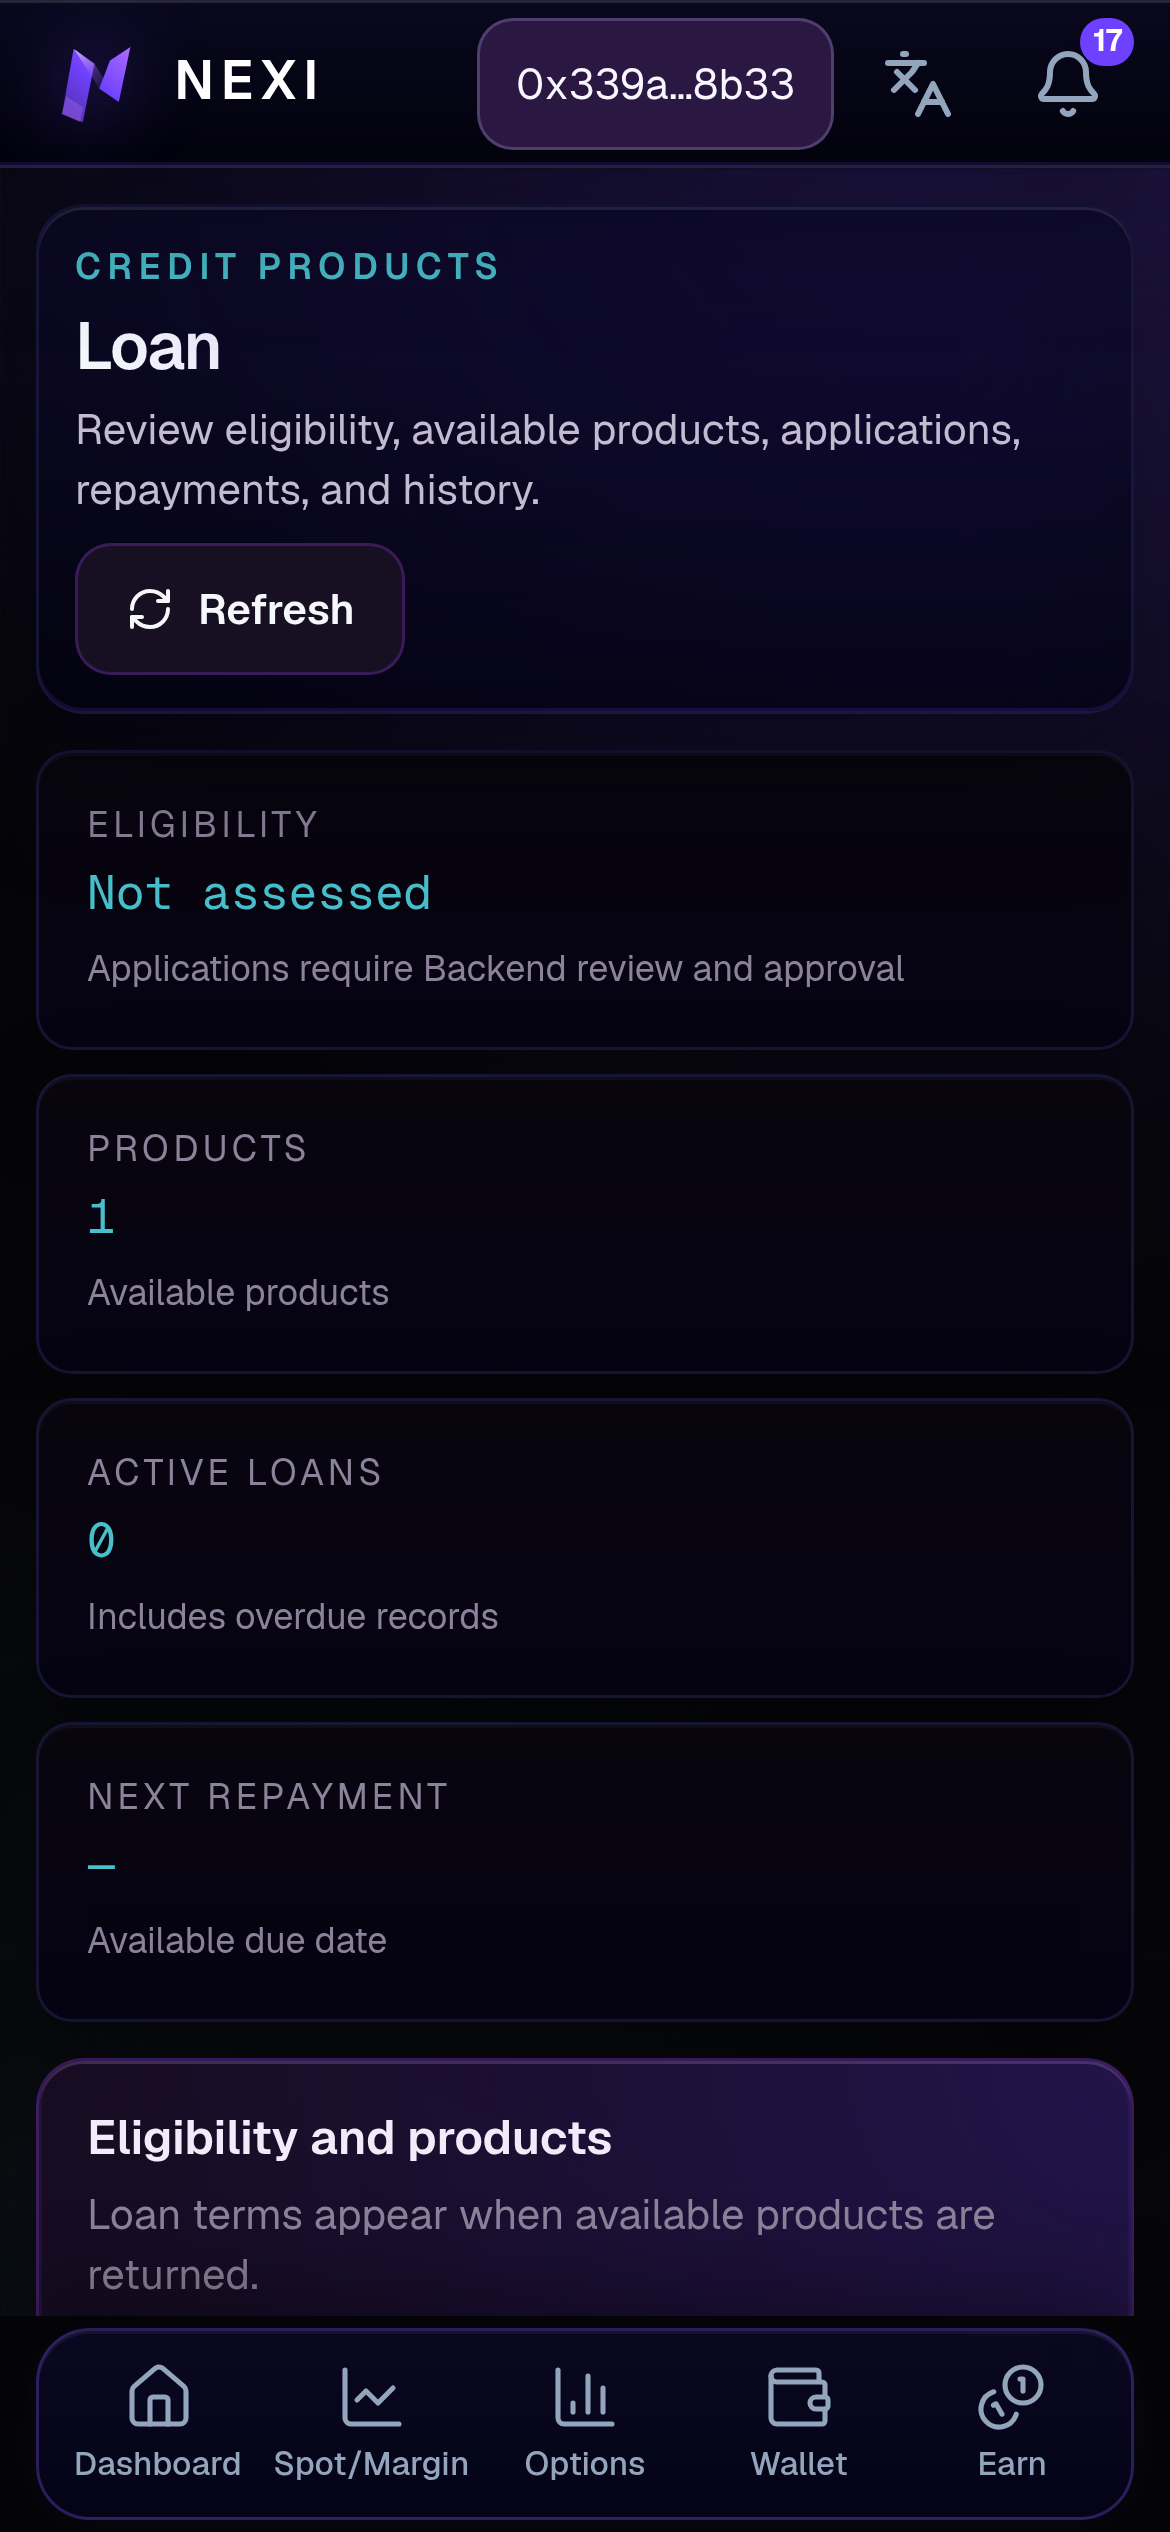 NEXI
0x339a...8b33
17
CREDIT PRODUCTS
Loan
Review eligibility, available products, applications,
repayments, and history.
Refresh
ELIGIBILITY
Not assessed
Applications require Backend review and approval
PRODUCTS
1
Available products
ACTIVE LOANS
0
Includes overdue records
NEXT REPAYMENT
—
Available due date
Eligibility and products
Loan terms appear when available products are
returned.
Dashboard
Spot/Margin
Options
Wallet
Earn